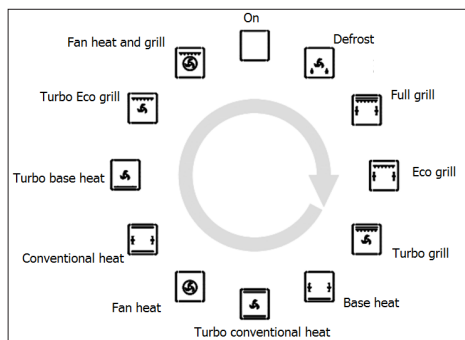 On
Defrost
Full grill
Eco grill
Turbo grill
Base heat
Turbo conventional heat
Fan heat
Conventional heat
Turbo base heat
Turbo Eco grill
Fan heat and grill